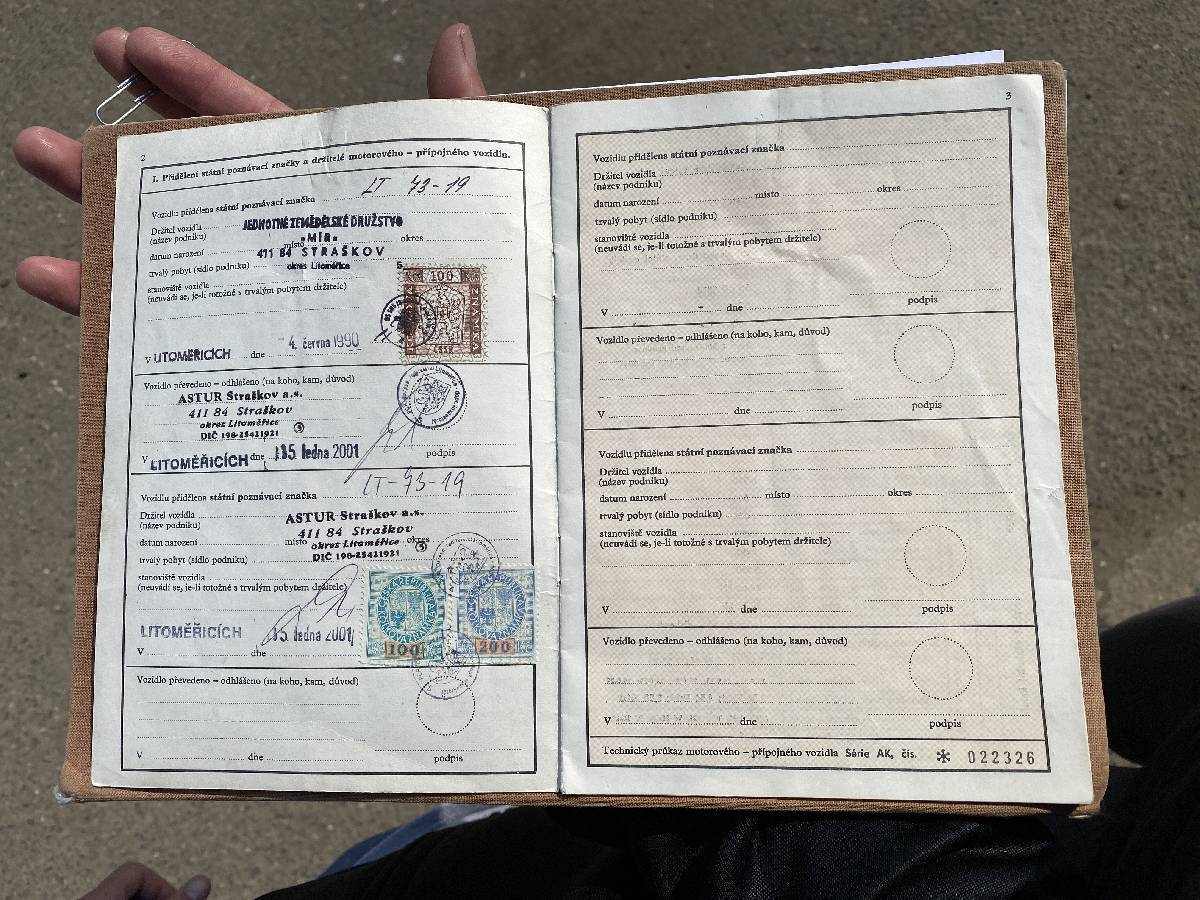 2
I. Přidělení státní poznávací značky a držitelé motorového – přípojného vozidla.
Vozidlu přidělena státní poznávací značka LT 73-19
Držitel vozidla JEDNOTNÉ ZEMĚDĚLSKÉ DRUŽSTVO
(název podniku) „MÍR“
datum narození místo 411 84 STRAŠKOV okres
trvalý pobyt (sídlo podniku) okres Litoměřice 5
stanoviště vozidla
(neuvádí se, je-li totožné s trvalým pobytem držitele)
100
V LITOMĚŘICÍCH dne 4. června 1990
Vozidlo převedeno – odhlášeno (na koho, kam, důvod)
ASTUR Straškov a.s.
411 84 Straškov
okres Litoměřice
DIČ 196-25421921 3
V LITOMĚŘICÍCH dne 15. ledna 2001 podpis
Vozidlu přidělena státní poznávací značka LT-73-19
Držitel vozidla ASTUR Straškov a.s.
(název podniku) 411 84 Straškov
datum narození místo okres Litoměřice okres 3
trvalý pobyt (sídlo podniku) DIČ 196-25421921
stanoviště vozidla
(neuvádí se, je-li totožné s trvalým pobytem držitele)
ČESKÁ REPUBLIKA KOLKOVÁ ZNÁMKA 100
ČESKÁ REPUBLIKA KOLKOVÁ ZNÁMKA 200
LITOMĚŘICÍCH 15. ledna 2001
V dne
Vozidlo převedeno – odhlášeno (na koho, kam, důvod)
V dne podpis
3
Vozidlu přidělena státní poznávací značka
Držitel vozidla
(název podniku)
datum narození místo okres
trvalý pobyt (sídlo podniku)
stanoviště vozidla
(neuvádí se, je-li totožné s trvalým pobytem držitele)
V dne podpis
Vozidlo převedeno – odhlášeno (na koho, kam, důvod)
V dne podpis
Vozidlu přidělena státní poznávací značka
Držitel vozidla
(název podniku)
datum narození místo okres
trvalý pobyt (sídlo podniku)
stanoviště vozidla
(neuvádí se, je-li totožné s trvalým pobytem držitele)
V dne podpis
Vozidlo převedeno – odhlášeno (na koho, kam, důvod)
V dne podpis
Technický průkaz motorového – přípojného vozidla Série AK, čís. * 022326